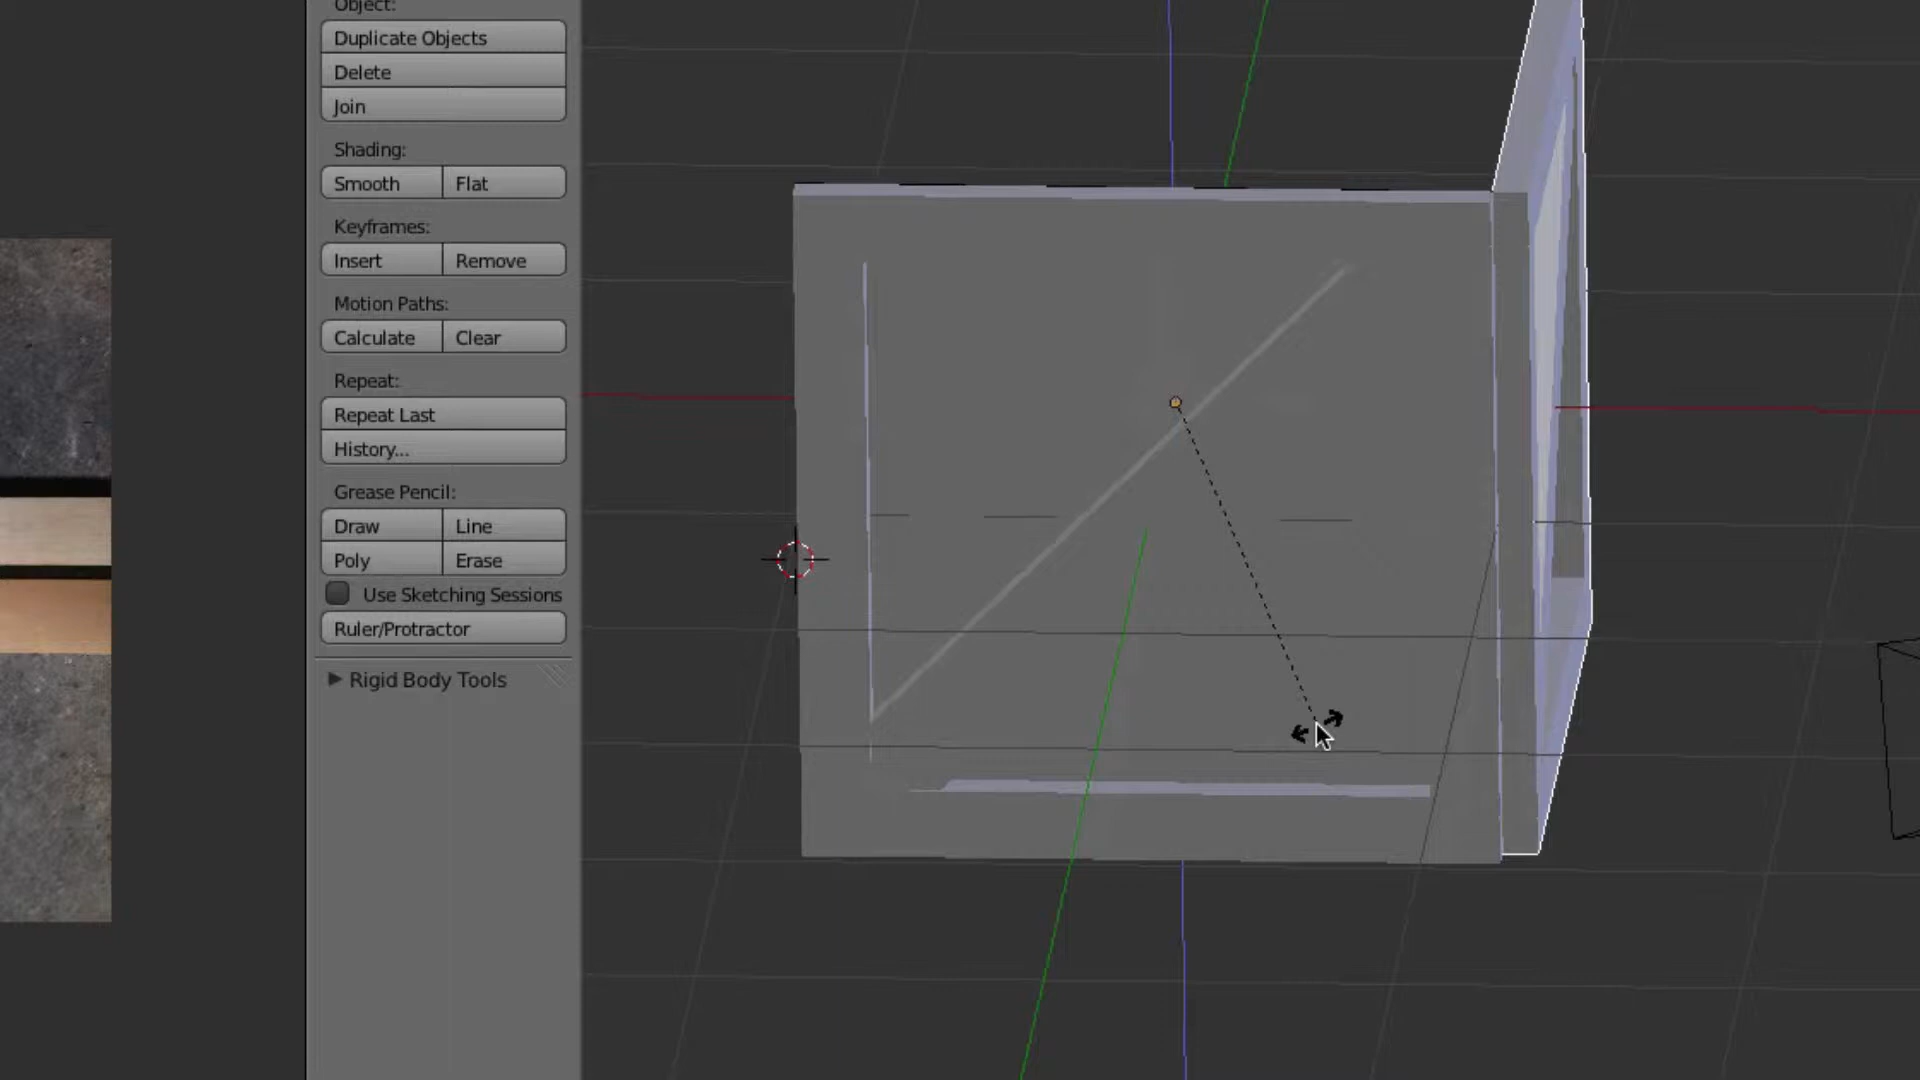 Object:
Duplicate Objects
Delete
Join
Shading:
Smooth Flat
Keyframes:
Insert Remove
Motion Paths:
Calculate Clear
Repeat:
Repeat Last
History...
Grease Pencil:
Draw Line
Poly Erase
Use Sketching Sessions
Ruler/Protractor
Rigid Body Tools